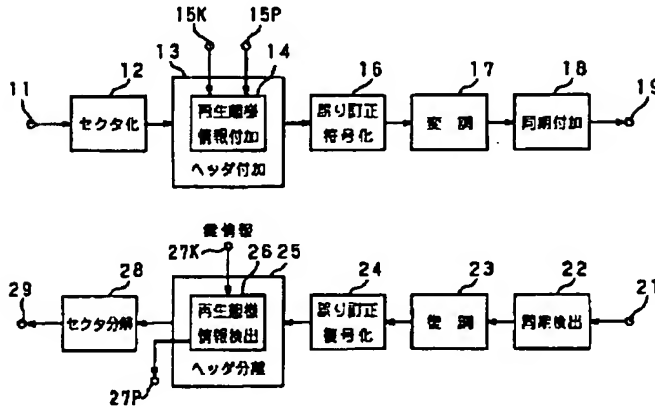 15K 15P
13 14
11 12 16 17 18 19
セクタ化
再生態様
情報付加
ヘッダ付加
誤り訂正
符号化
変調
同期付加
鍵情報
27K
29 28 26 25 24 23 22 21
セクタ分解
再生態様
情報検出
ヘッダ分離
誤り訂正
復号化
復調
同期検出
27P